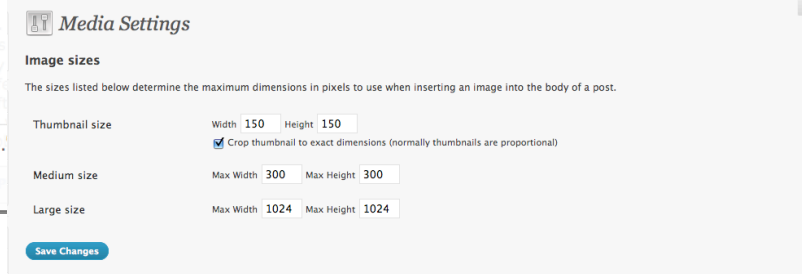 Media Settings
Image sizes
The sizes listed below determine the maximum dimensions in pixels to use when inserting an image into the body of a post.
Thumbnail size Width 150 Height 150
Crop thumbnail to exact dimensions (normally thumbnails are proportional)
Medium size Max Width 300 Max Height 300
Large size Max Width 1024 Max Height 1024
Save Changes